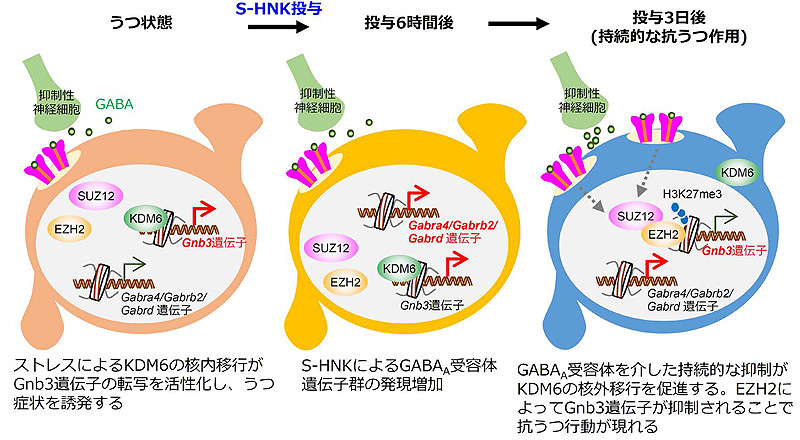 うつ状態
S-HNK投与
投与6時間後
投与3日後
(持続的な抗うつ作用)
抑制性
神経細胞
GABA
SUZ12
EZH2
KDM6
Gnb3遺伝子
Gabra4/Gabrb2/
Gabrd 遺伝子
抑制性
神経細胞
Gabra4/Gabrb2/
Gabrd 遺伝子
SUZ12
EZH2
KDM6
Gnb3遺伝子
抑制性
神経細胞
KDM6
H3K27me3
SUZ12
EZH2
Gnb3遺伝子
Gabra4/Gabrb2/
Gabrd 遺伝子
ストレスによるKDM6の核内移行が
Gnb3遺伝子の転写を活性化し、うつ
症状を誘発する
S-HNKによるGABAA受容体
遺伝子群の発現増加
GABAA受容体を介した持続的な抑制が
KDM6の核外移行を促進する。EZH2に
よってGnb3遺伝子が抑制されることで
抗うつ行動が現れる